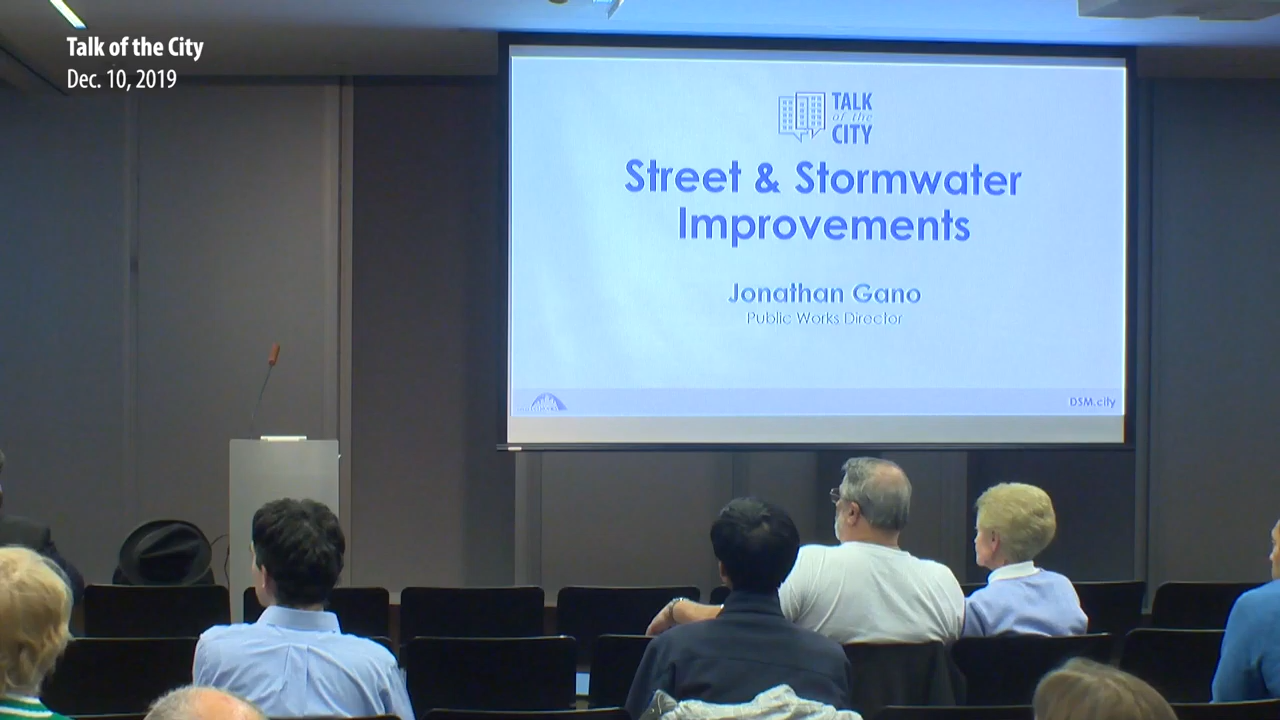 Talk of the City
Dec. 10, 2019
TALK
of the
CITY
Street & Stormwater
Improvements
Jonathan Gano
Public Works Director
DSM.city